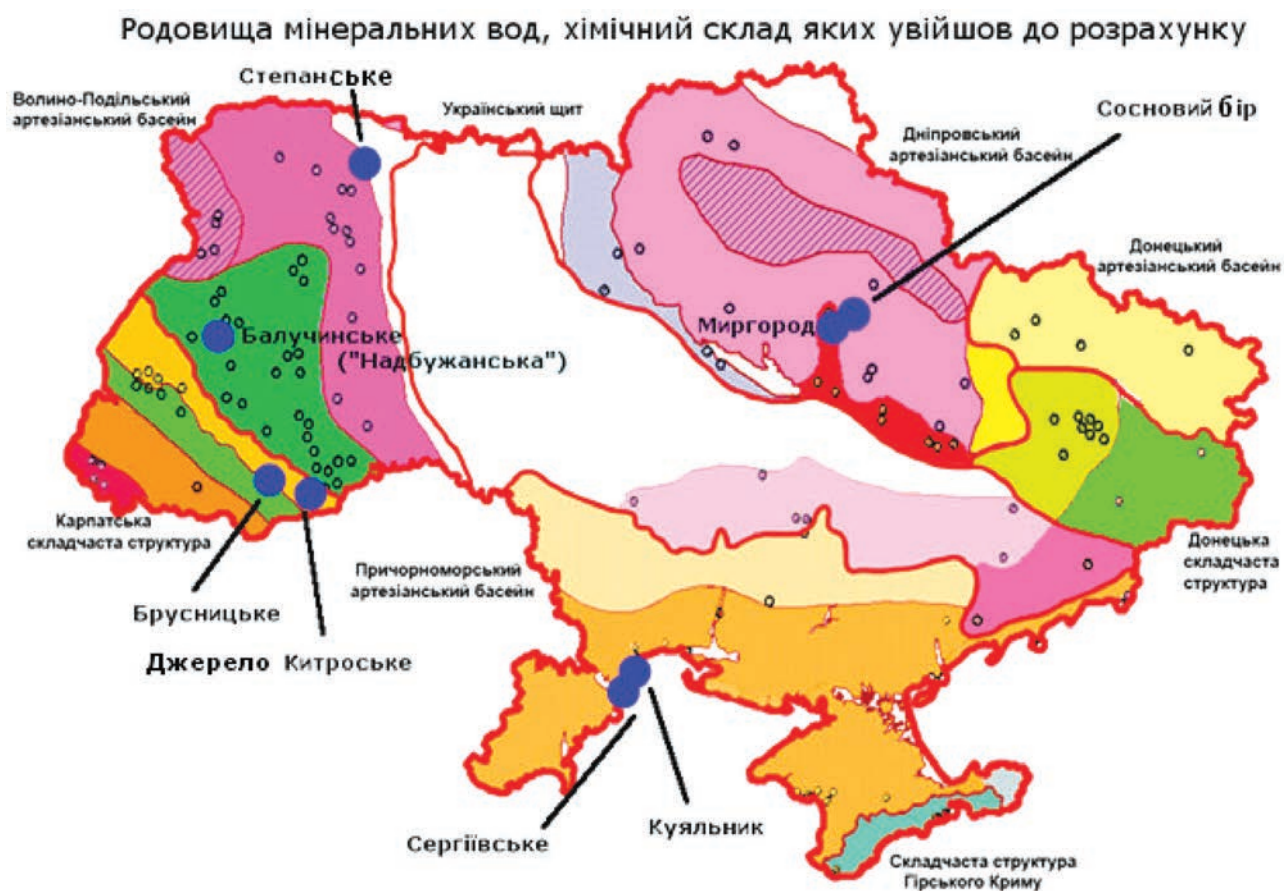 Родовища мінеральних вод, хімічний склад яких увійшов до розрахунку
Степанське
Волино-Подільський
артезіанський басейн
Український щит
Сосновий бір
Дніпровський
артезіанський басейн
Донецький
артезіанський басейн
Миргород
Балучинське
("Надбужанська")
Карпатська
складчаста структура
Причорноморський
артезіанський басейн
Донецька
складчаста
структура
Брусницьке
Джерело Китроське
Куяльник
Сергіївське
Складчаста структура
Гірського Криму